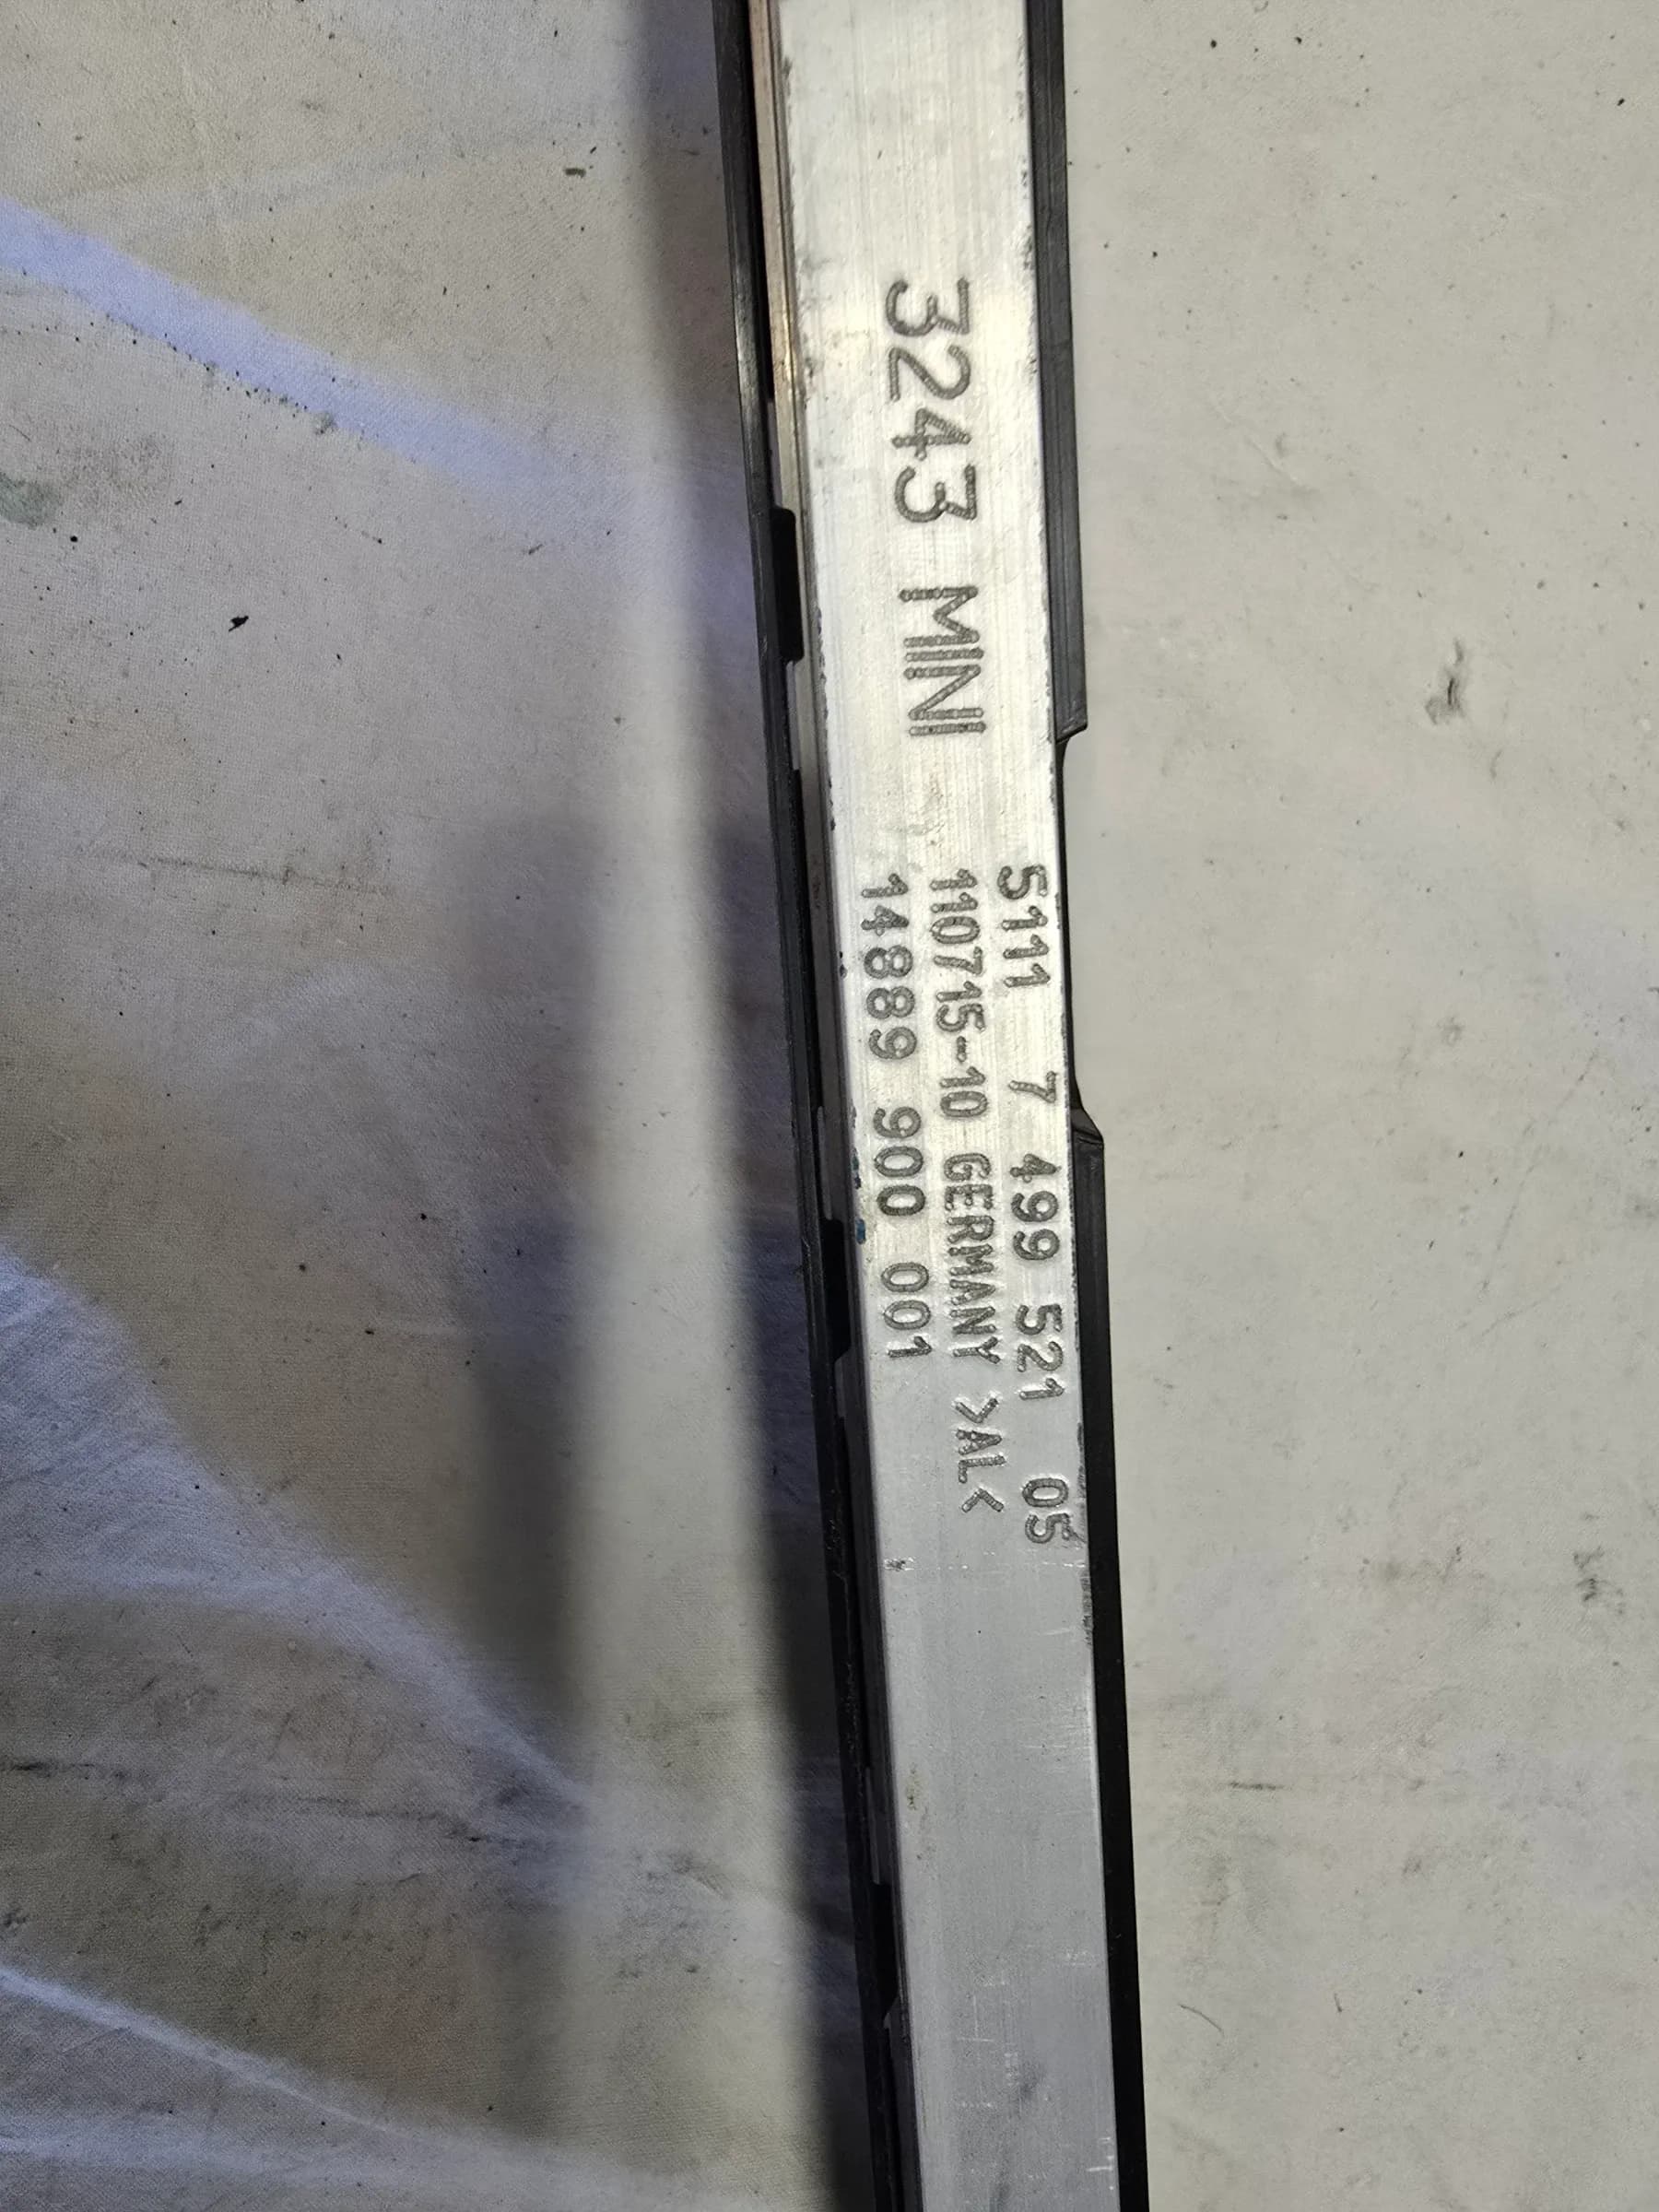 3243 MINI
5111 7 499 521 05
110715-10 GERMANY >AL<
14889 900 001